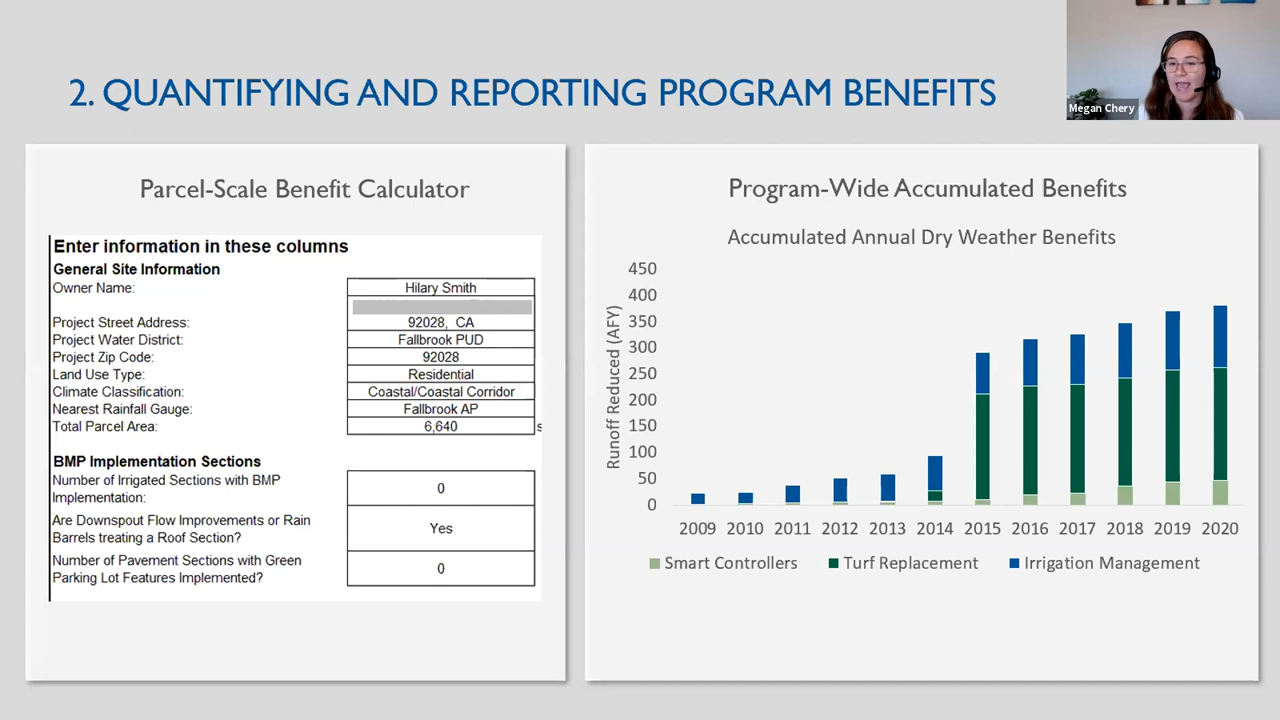 2. QUANTIFYING AND REPORTING PROGRAM BENEFITS
Megan Chery
Parcel-Scale Benefit Calculator
Enter information in these columns
General Site Information
Owner Name: Hilary Smith
Project Street Address: 92028, CA
Project Water District: Fallbrook PUD
Project Zip Code: 92028
Land Use Type: Residential
Climate Classification: Coastal/Coastal Corridor
Nearest Rainfall Gauge: Fallbrook AP
Total Parcel Area: 6,640 s
BMP Implementation Sections
Number of Irrigated Sections with BMP
Implementation:
0
Are Downspout Flow Improvements or Rain
Barrels treating a Roof Section?
Yes
Number of Pavement Sections with Green
Parking Lot Features Implemented?
0
Program-Wide Accumulated Benefits
Accumulated Annual Dry Weather Benefits
Runoff Reduced (AFY)
450
400
350
300
250
200
150
100
50
0
2009 2010 2011 2012 2013 2014 2015 2016 2017 2018 2019 2020
Smart Controllers Turf Replacement Irrigation Management